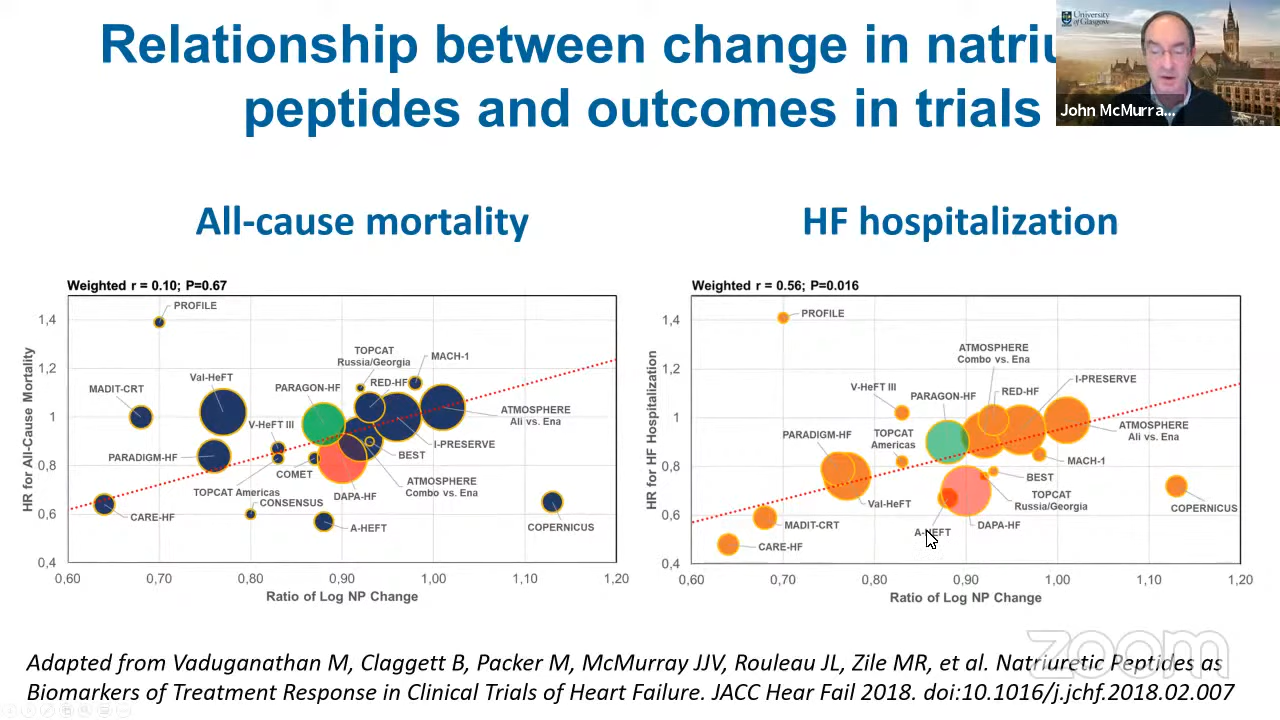 Relationship between change in natriu
peptides and outcomes in trials
University
of Glasgow
John McMurra...
All-cause mortality
HF hospitalization
Weighted r = 0.10; P=0.67
HR for All-Cause Mortality
1,4
1,2
1
0,8
0,6
0,4
0,60
0,70
0,80
0,90
1,00
1,10
1,20
Ratio of Log NP Change
PROFILE
MADIT-CRT
Val-HeFT
TOPCAT
Russia/Georgia
MACH-1
PARAGON-HF
RED-HF
V-HeFT III
ATMOSPHERE
Ali vs. Ena
PARADIGM-HF
I-PRESERVE
COMET
BEST
TOPCAT Americas
CONSENSUS
DAPA-HF
ATMOSPHERE
Combo vs. Ena
CARE-HF
A-HEFT
COPERNICUS
Weighted r = 0.56; P=0.016
HR for HF Hospitalization
1,4
1,2
1
0,8
0,6
0,4
0,60
0,70
0,80
0,90
1,00
1,10
1,20
Ratio of Log NP Change
PROFILE
ATMOSPHERE
Combo vs. Ena
V-HeFT III
PARAGON-HF
RED-HF
I-PRESERVE
PARADIGM-HF
TOPCAT
Americas
ATMOSPHERE
Ali vs. Ena
MACH-1
BEST
Val-HeFT
TOPCAT
Russia/Georgia
COPERNICUS
MADIT-CRT
A-HEFT
DAPA-HF
CARE-HF
zoom
Adapted from Vaduganathan M, Claggett B, Packer M, McMurray JJV, Rouleau JL, Zile MR, et al. Natriuretic Peptides as
Biomarkers of Treatment Response in Clinical Trials of Heart Failure. JACC Hear Fail 2018. doi:10.1016/j.jchf.2018.02.007